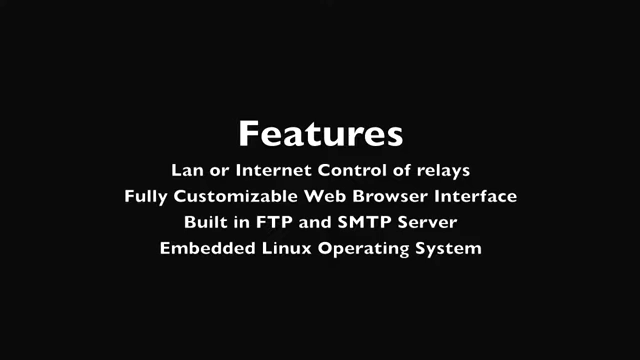 Features
Lan or Internet Control of relays
Fully Customizable Web Browser Interface
Built in FTP and SMTP Server
Embedded Linux Operating System